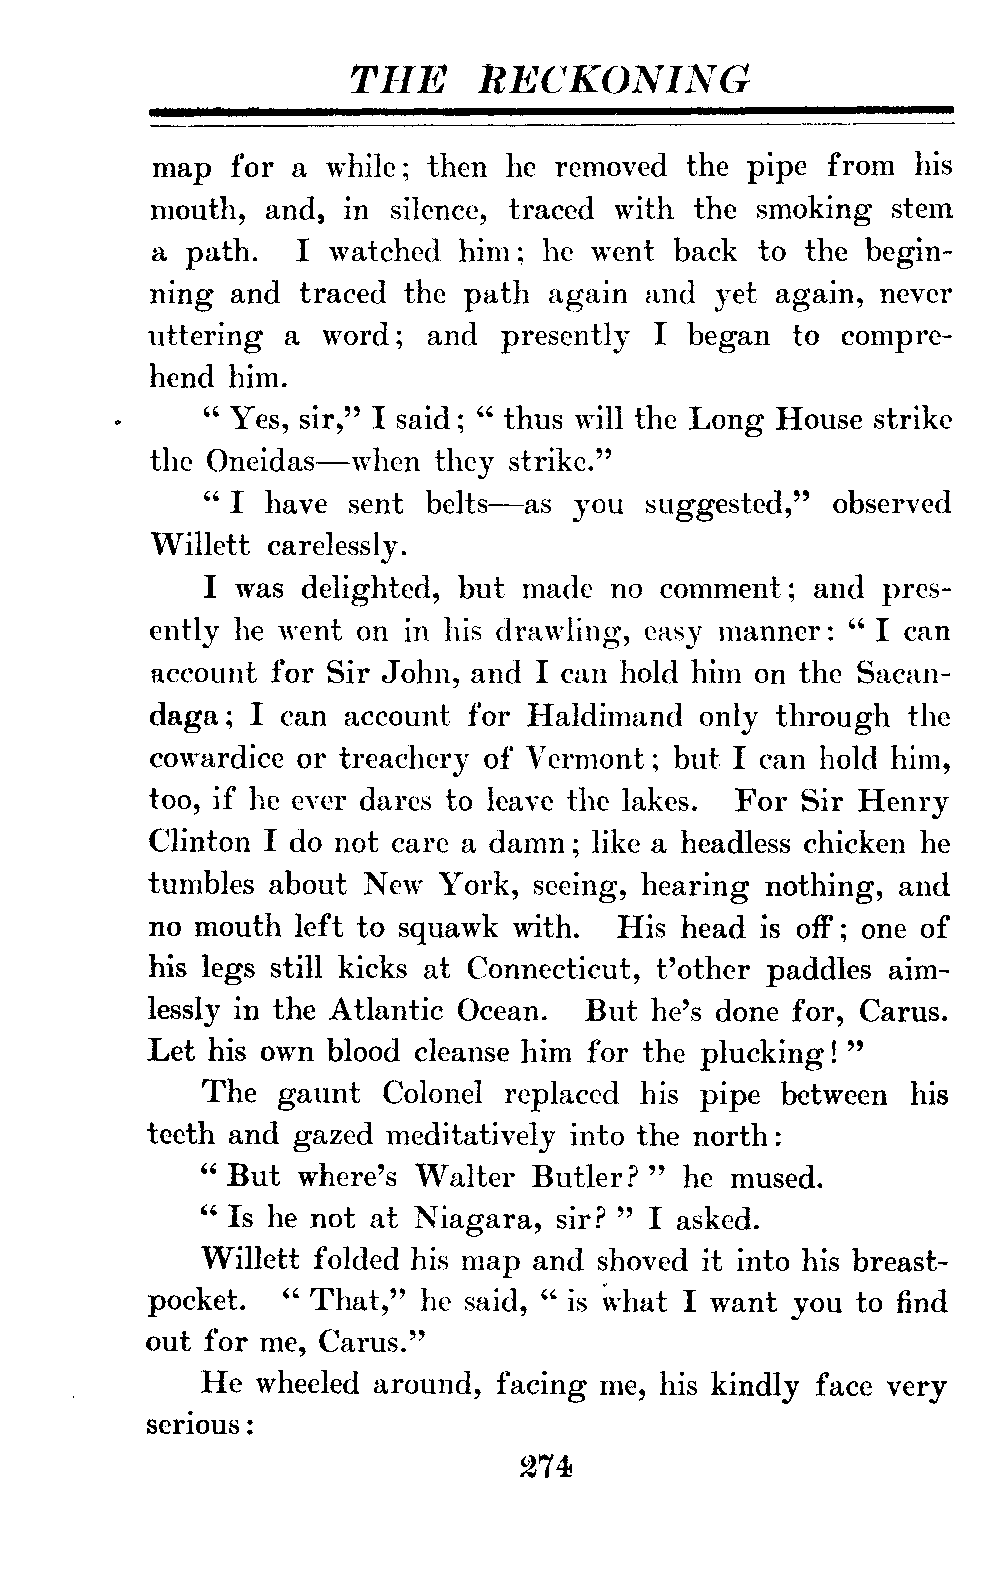 THE RECKONING
map for a while; then he removed the pipe from his
mouth, and, in silence, traced with the smoking stem
a path. I watched him; he went back to the begin-
ning and traced the path again and yet again, never
uttering a word; and presently I began to compre-
hend him.
“ Yes, sir,” I said; “ thus will the Long House strike
the Oneidas—when they strike.”
“ I have sent belts—as you suggested,” observed
Willett carelessly.
I was delighted, but made no comment; and pres-
ently he went on in his drawling, easy manner: “ I can
account for Sir John, and I can hold him on the Sacan-
daga; I can account for Haldimand only through the
cowardice or treachery of Vermont; but I can hold him,
too, if he ever dares to leave the lakes. For Sir Henry
Clinton I do not care a damn; like a headless chicken he
tumbles about New York, seeing, hearing nothing, and
no mouth left to squawk with. His head is off; one of
his legs still kicks at Connecticut, t’other paddles aim-
lessly in the Atlantic Ocean. But he’s done for, Carus.
Let his own blood cleanse him for the plucking! ”
The gaunt Colonel replaced his pipe between his
teeth and gazed meditatively into the north:
“ But where’s Walter Butler? ” he mused.
“ Is he not at Niagara, sir? ” I asked.
Willett folded his map and shoved it into his breast-
pocket. “ That,” he said, “ is what I want you to find
out for me, Carus.”
He wheeled around, facing me, his kindly face very
serious:
274